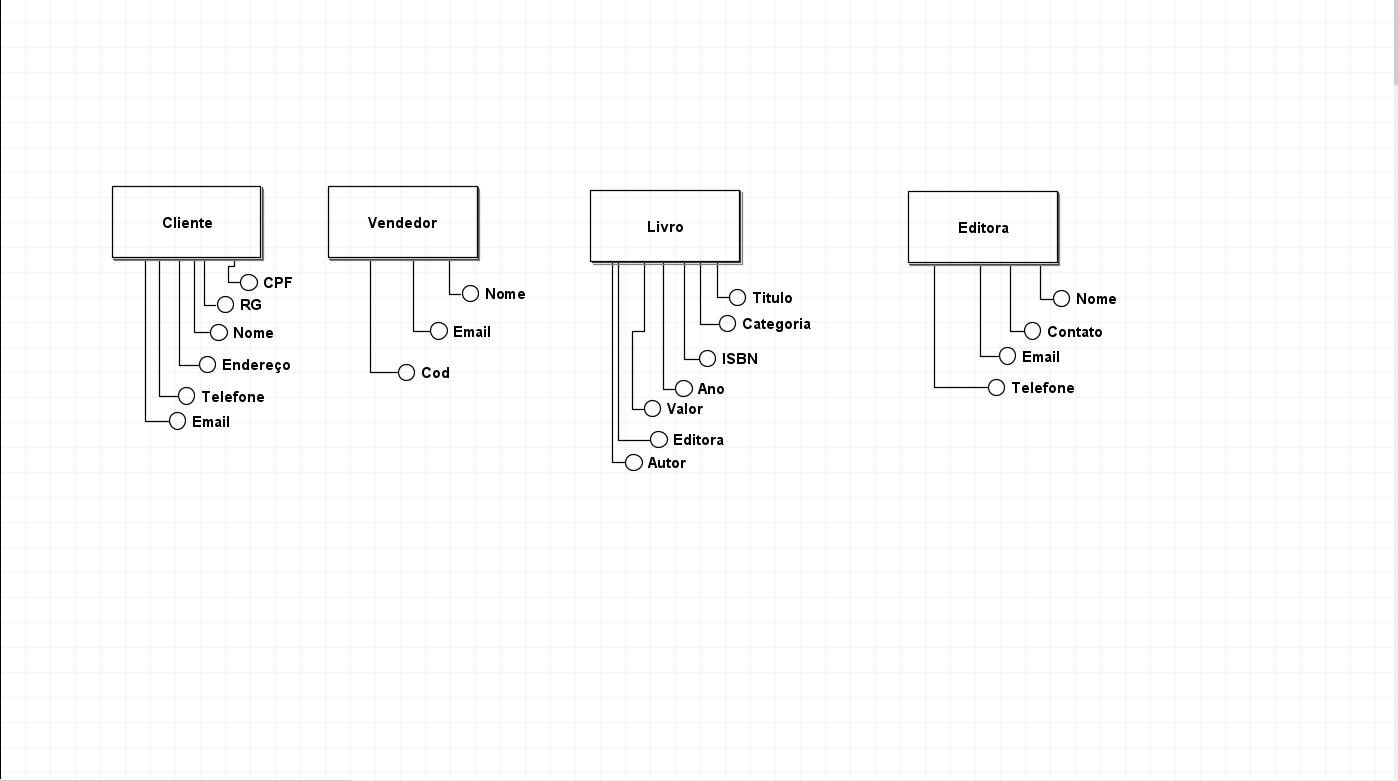 Cliente
CPF
RG
Nome
Endereço
Telefone
Email
Vendedor
Nome
Email
Cod
Livro
Titulo
Categoria
ISBN
Ano
Valor
Editora
Autor
Editora
Nome
Contato
Email
Telefone